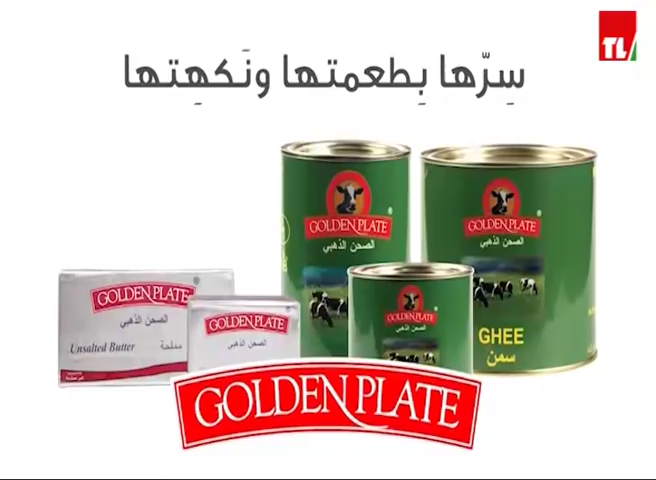 TL
سِرّها بِطعمتها ونَكهِتها
GOLDEN PLATE
الصحن الذهبي
GOLDEN PLATE
الصحن الذهبي
GHEE
سمن
GOLDEN PLATE
الصحن الذهبي
GOLDEN PLATE
الصحن الذهبي
Unsalted Butter
مملحة
GOLDEN PLATE
الصحن الذهبي
GOLDEN PLATE